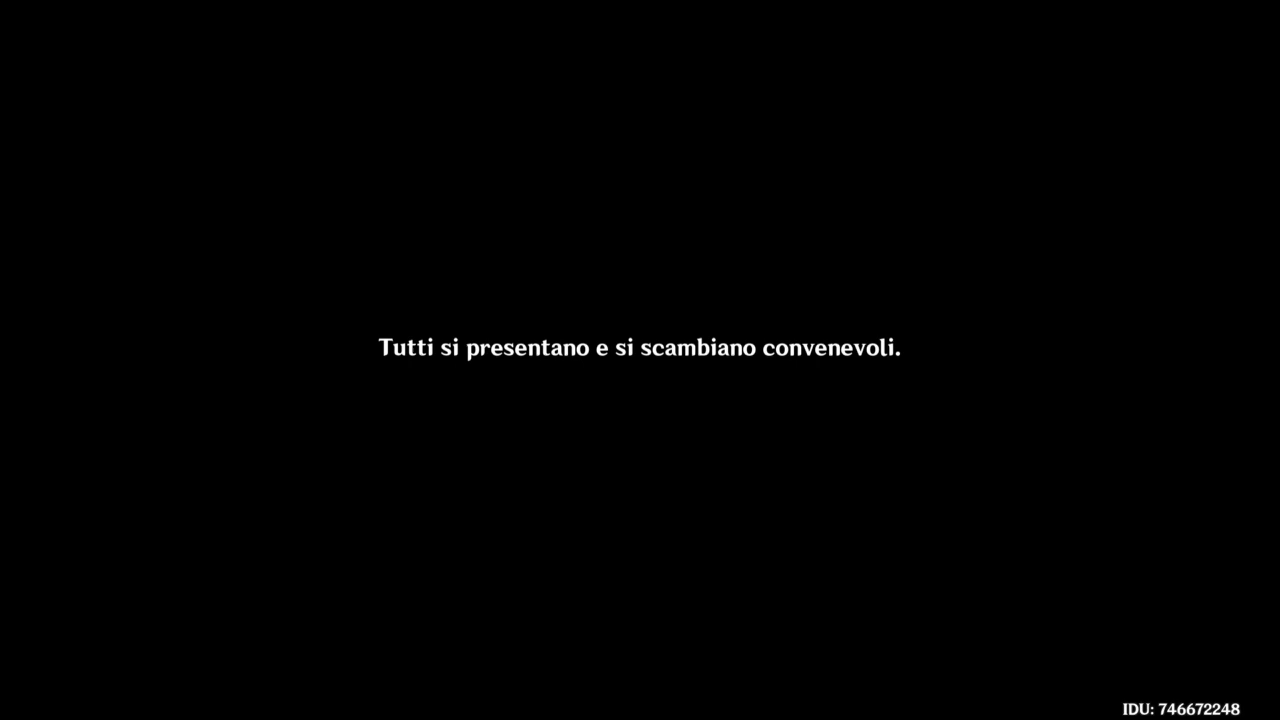 Tutti si presentano e si scambiano convenevoli.
IDU: 746672248